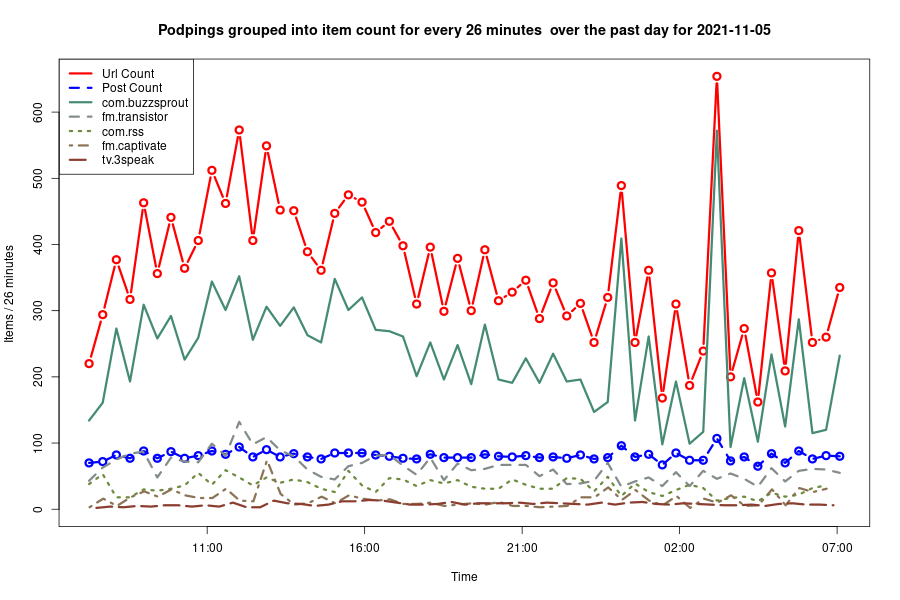 Podpings grouped into item count for every 26 minutes  over the past day for 2021-11-05
Url Count
Post Count
com.buzzsprout
fm.transistor
com.rss
fm.captivate
tv.3speak
Items / 26 minutes
600
500
400
300
200
100
0
11:00 16:00 21:00 02:00 07:00
Time